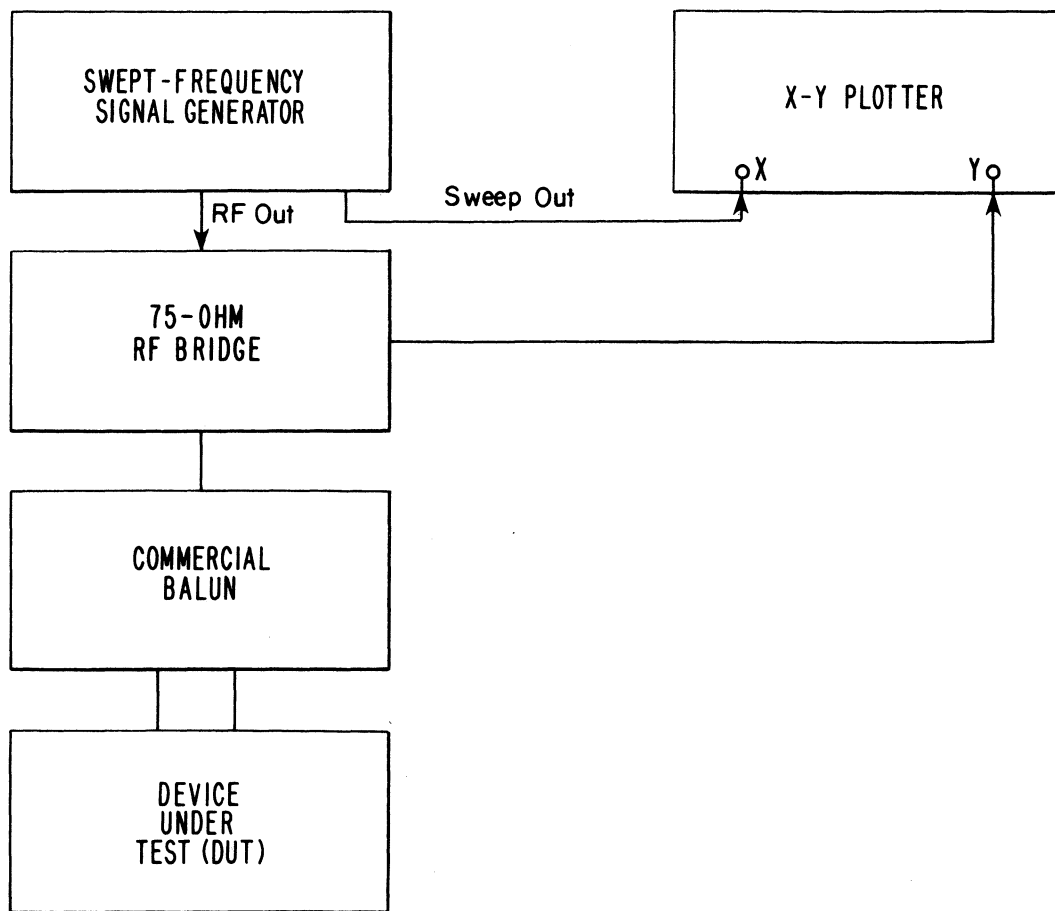 SWEPT-FREQUENCY
SIGNAL GENERATOR
X-Y PLOTTER
X
Y
RF Out
Sweep Out
75-OHM
RF BRIDGE
COMMERCIAL
BALUN
DEVICE
UNDER
TEST (DUT)